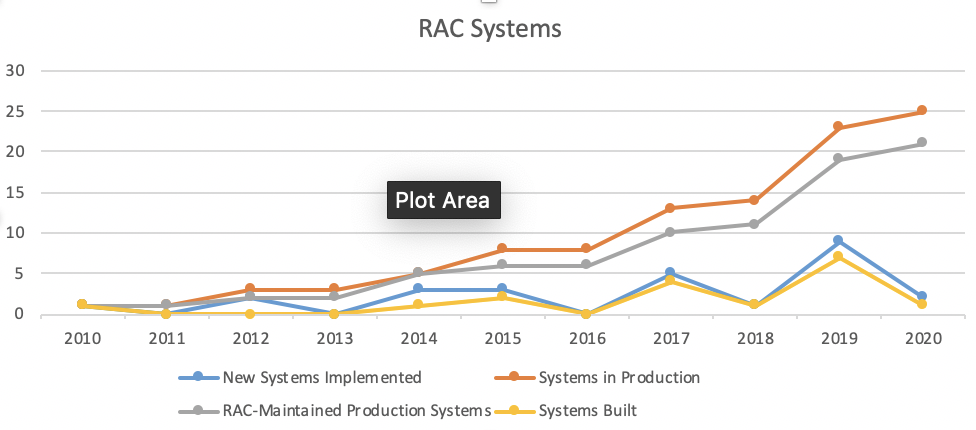 RAC Systems
30
25
20
15
10
5
0
Plot Area
2010 2011 2012 2013 2014 2015 2016 2017 2018 2019 2020
New Systems Implemented Systems in Production
RAC-Maintained Production Systems Systems Built